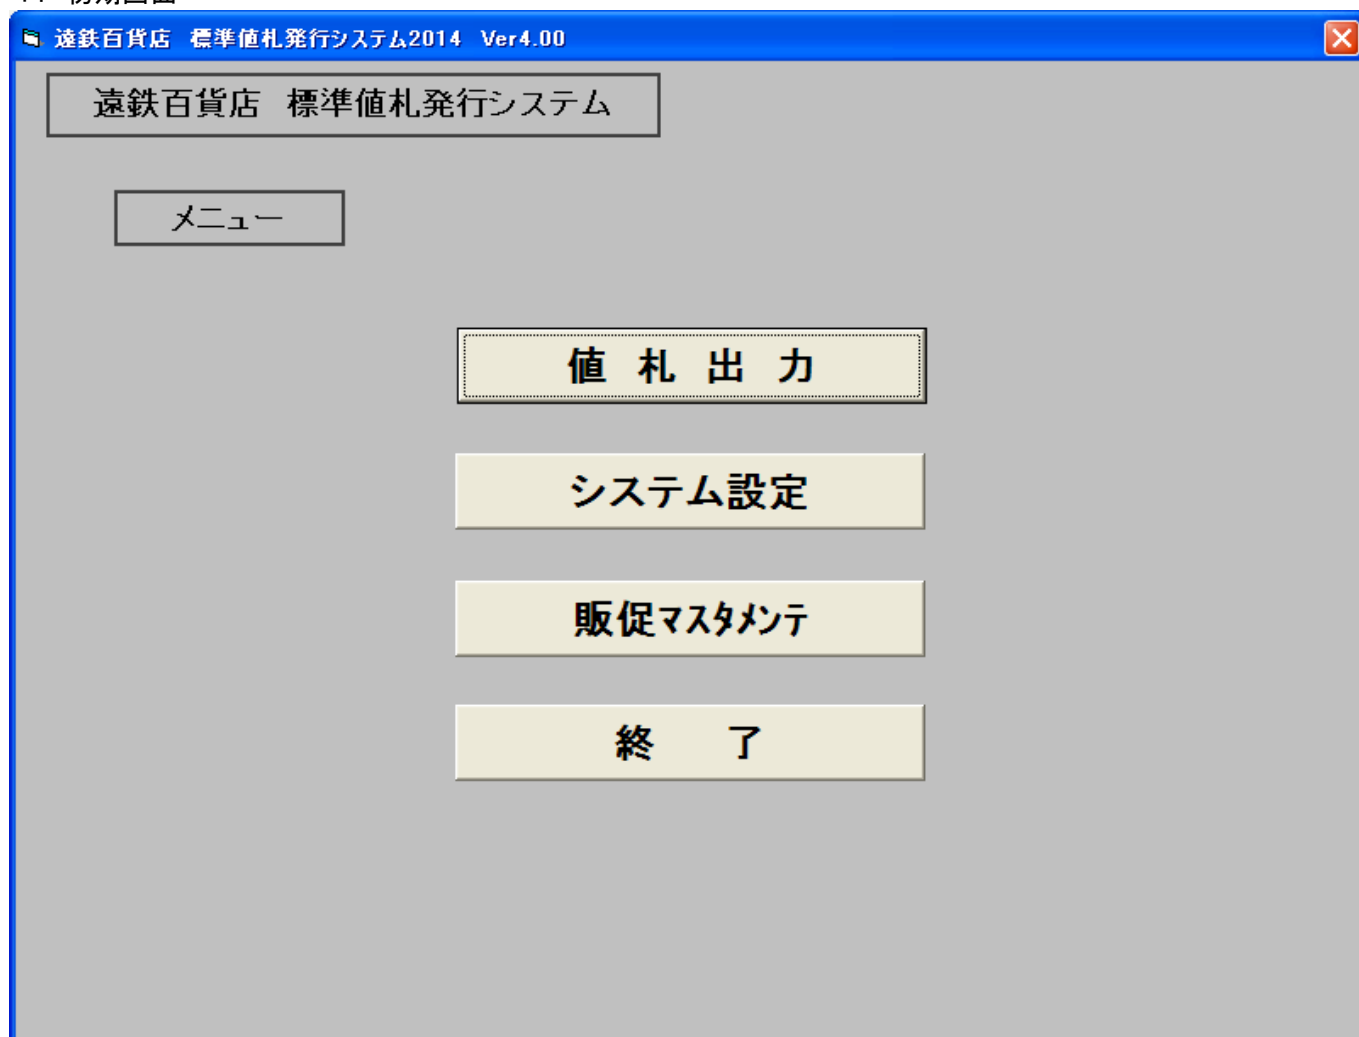 遠鉄百貨店 標準値札発行システム2014 Ver4.00
遠鉄百貨店 標準値札発行システム
メニュー
値 札 出 力
システム設定
販促ﾏｽﾀﾒﾝﾃ
終 了